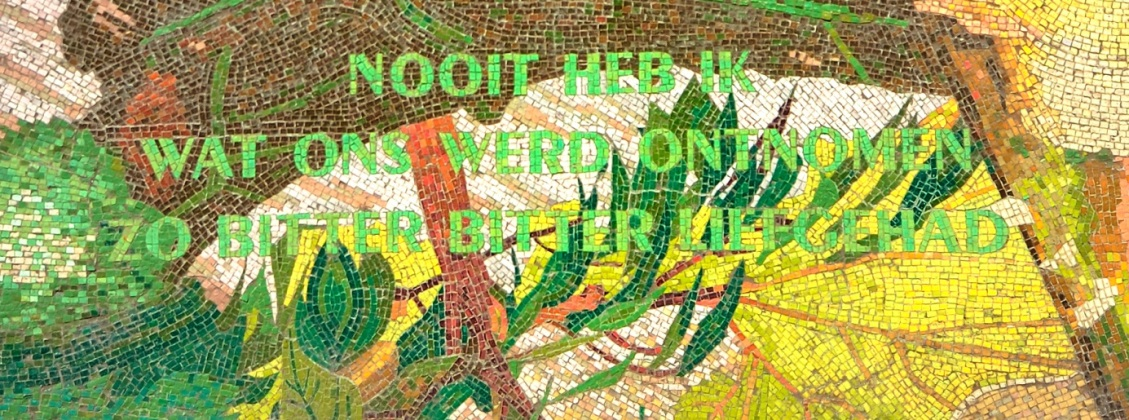 NOOIT HEB IK
WAT ONS WERD ONTNOMEN
ZO BITTER BITTER LIEFGEHAD